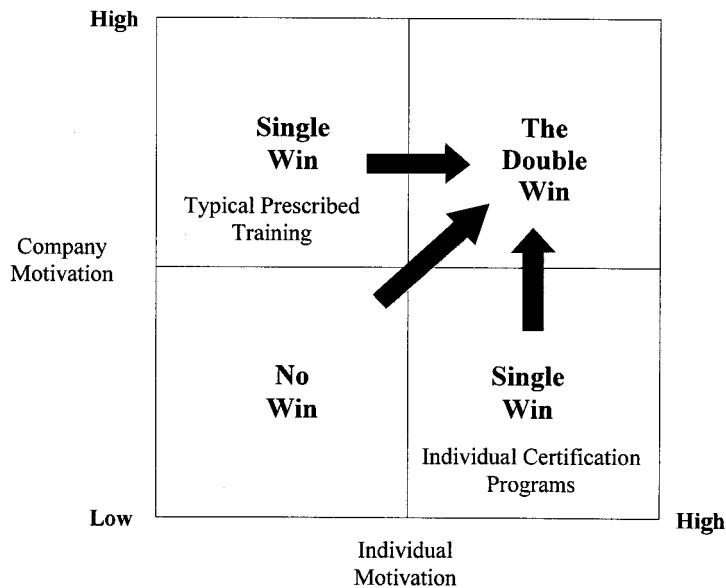 High
Single
Win
Typical Prescribed
Training
The
Double
Win
Company
Motivation
No
Win
Single
Win
Individual Certification
Programs
Low
High
Individual
Motivation